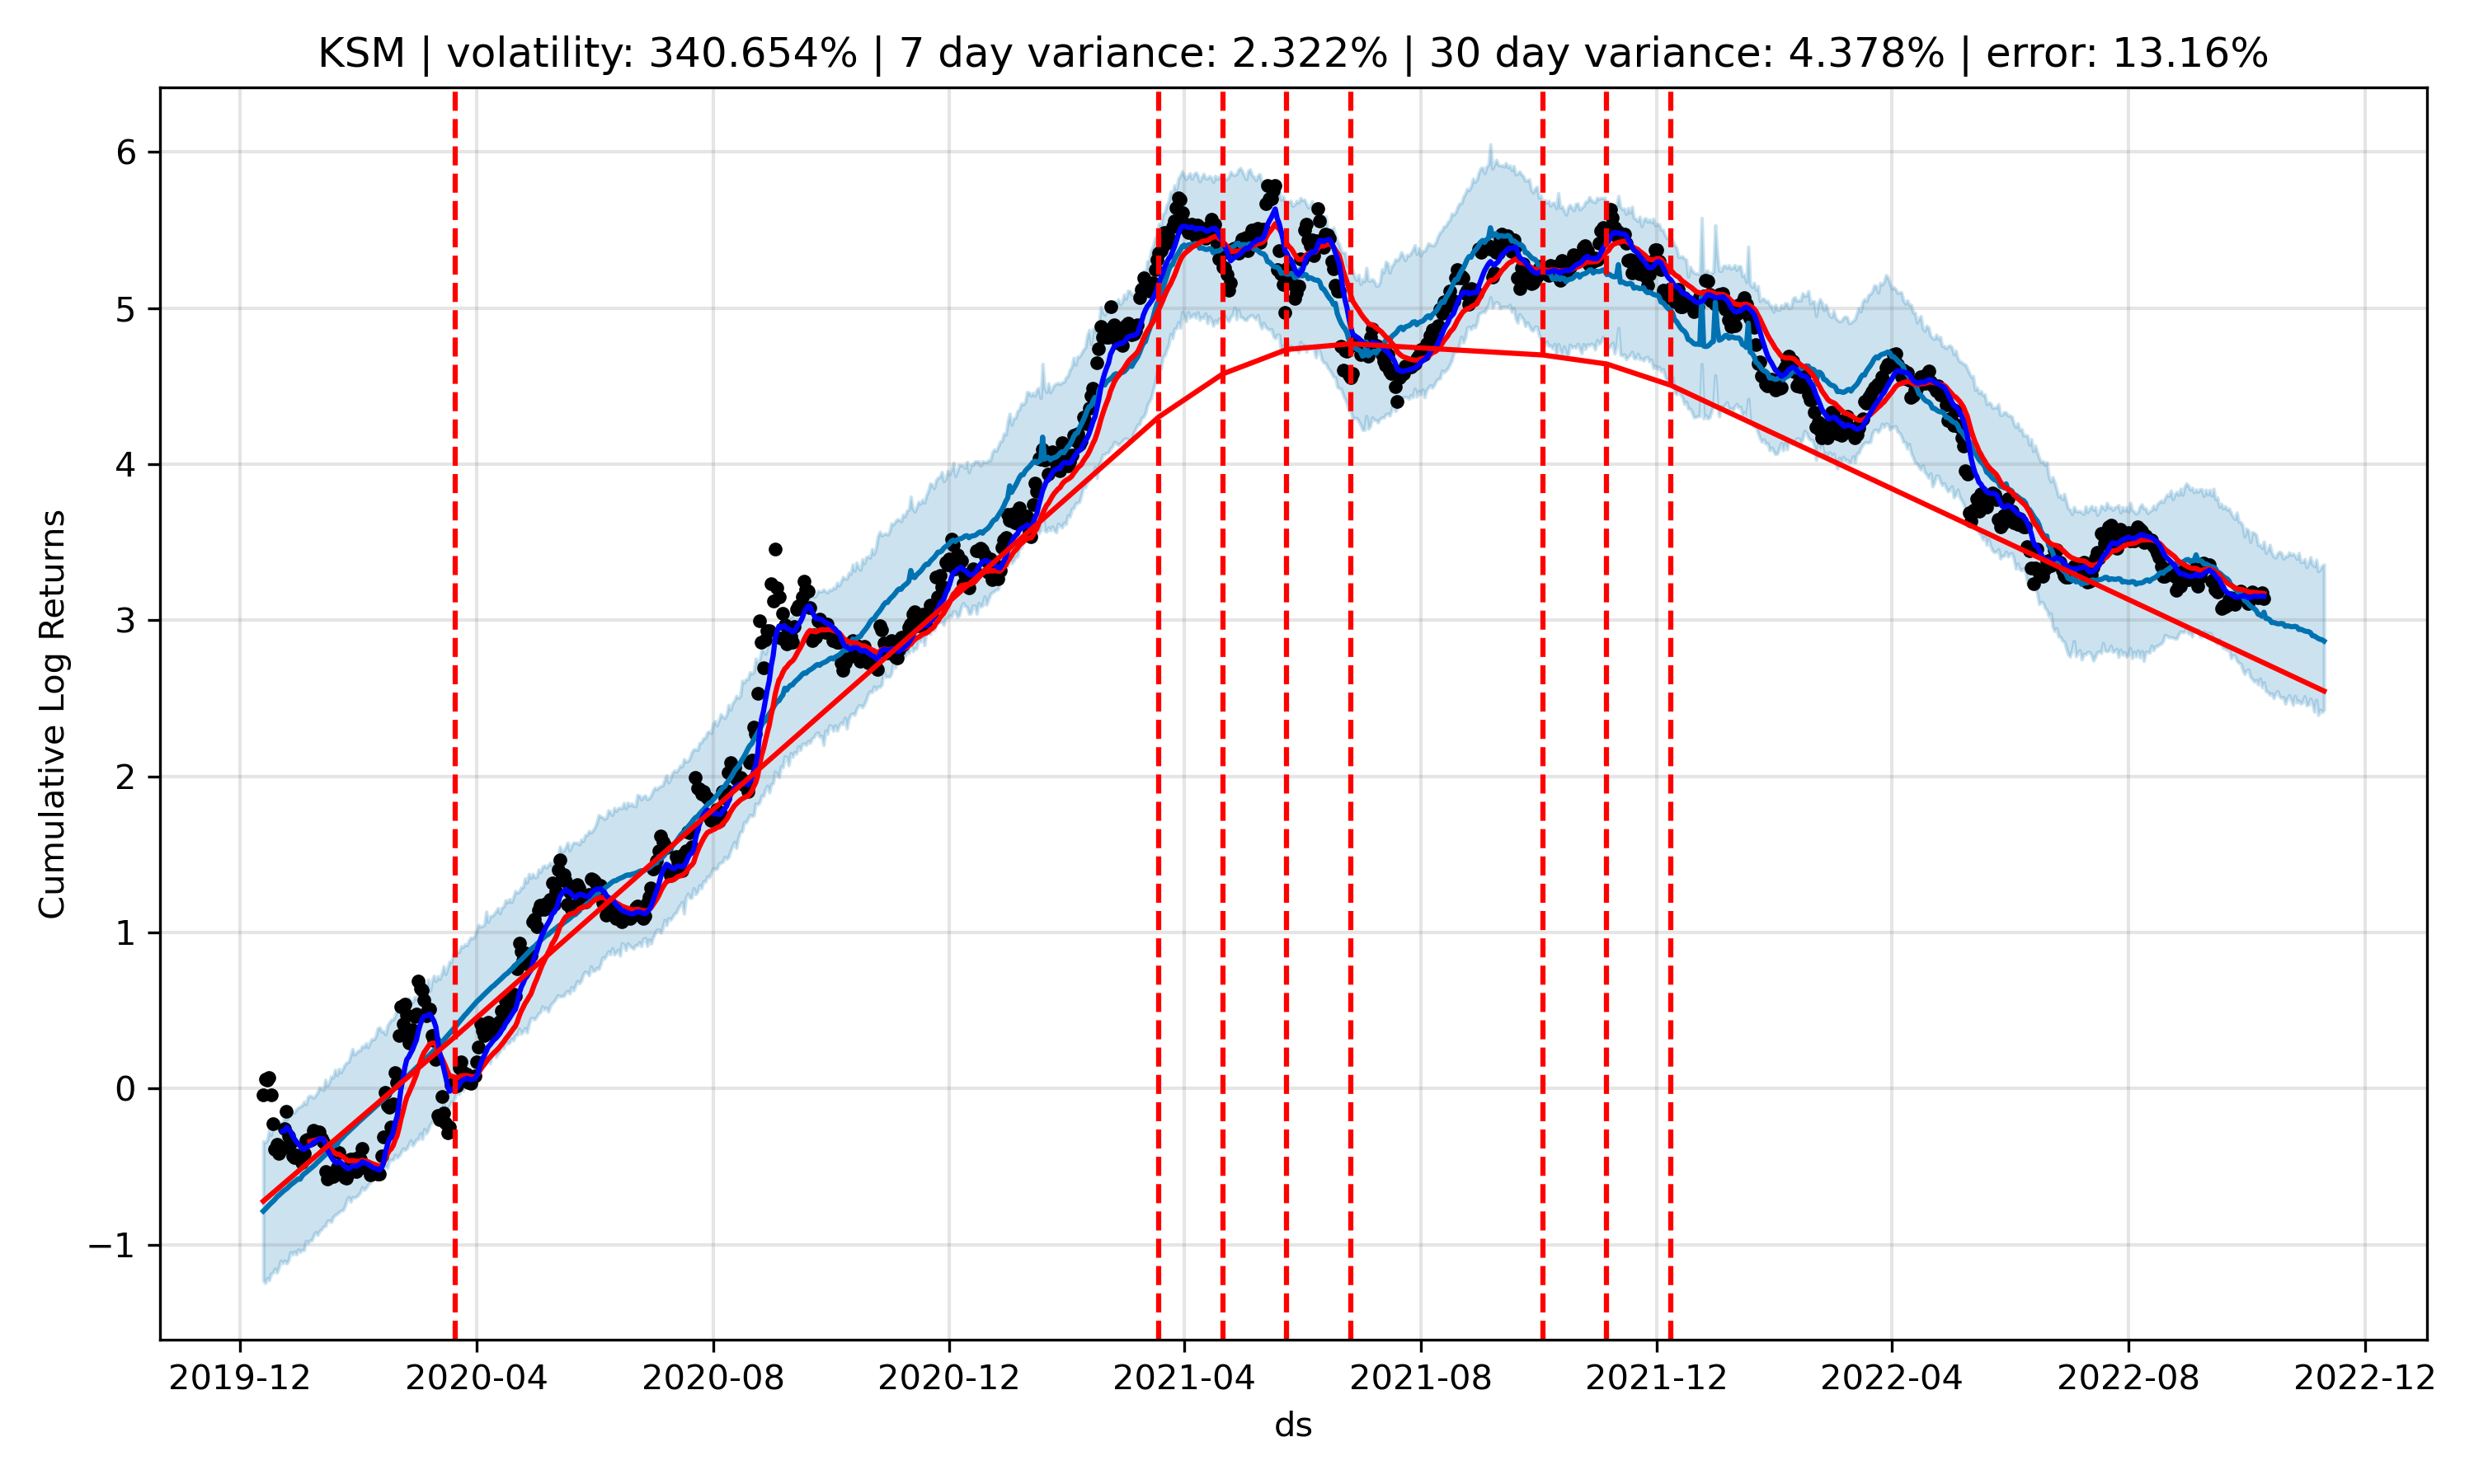 KSM | volatility: 340.654% | 7 day variance: 2.322% | 30 day variance: 4.378% | error: 13.16%
Cumulative Log Returns
6
5
4
3
2
1
0
−1
2019-12 2020-04 2020-08 2020-12 2021-04 2021-08 2021-12 2022-04 2022-08 2022-12
ds